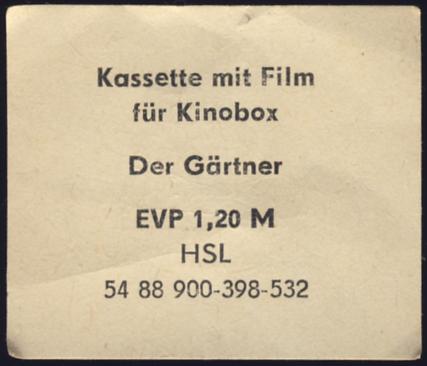 Kassette mit Film
für Kinobox
Der Gärtner
EVP 1,20 M
HSL
54 88 900-398-532